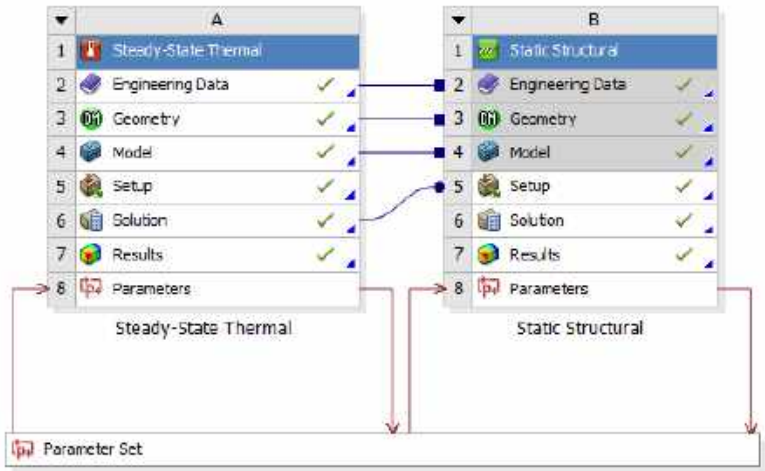 A
1 Steady-State Thermal
2 Engineering Data
3 Geometry
4 Model
5 Setup
6 Solution
7 Results
8 Parameters
Steady-State Thermal
B
1 Static Structural
2 Engineering Data
3 Geometry
4 Model
5 Setup
6 Solution
7 Results
8 Parameters
Static Structural
Parameter Set